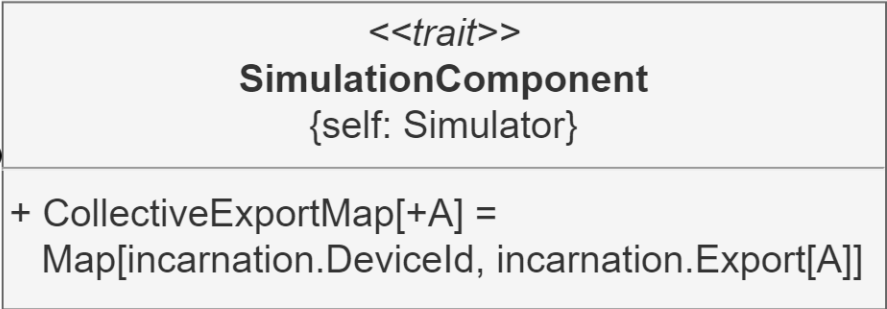 <<trait>>
SimulationComponent
{self: Simulator}
+ CollectiveExportMap[+A] =
Map[incarnation.DeviceId, incarnation.Export[A]]